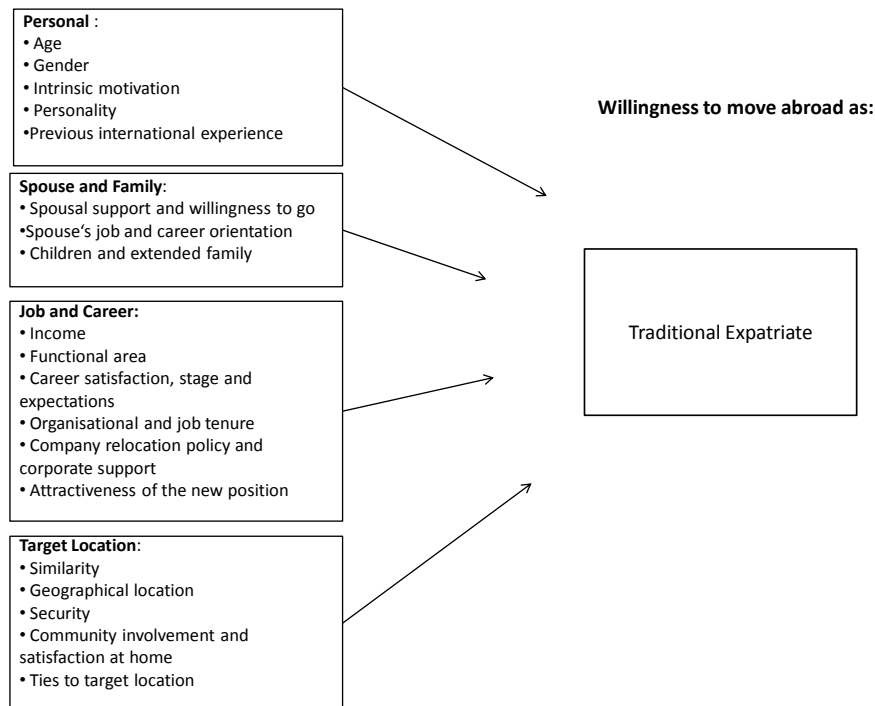 Personal :
• Age
• Gender
• Intrinsic motivation
• Personality
•Previous international experience
Willingness to move abroad as:
Spouse and Family:
• Spousal support and willingness to go
•Spouse‘s job and career orientation
• Children and extended family
Job and Career:
• Income
• Functional area
• Career satisfaction, stage and
expectations
• Organisational and job tenure
• Company relocation policy and
corporate support
• Attractiveness of the new position
Traditional Expatriate
Target Location:
• Similarity
• Geographical location
• Security
• Community involvement and
satisfaction at home
• Ties to target location